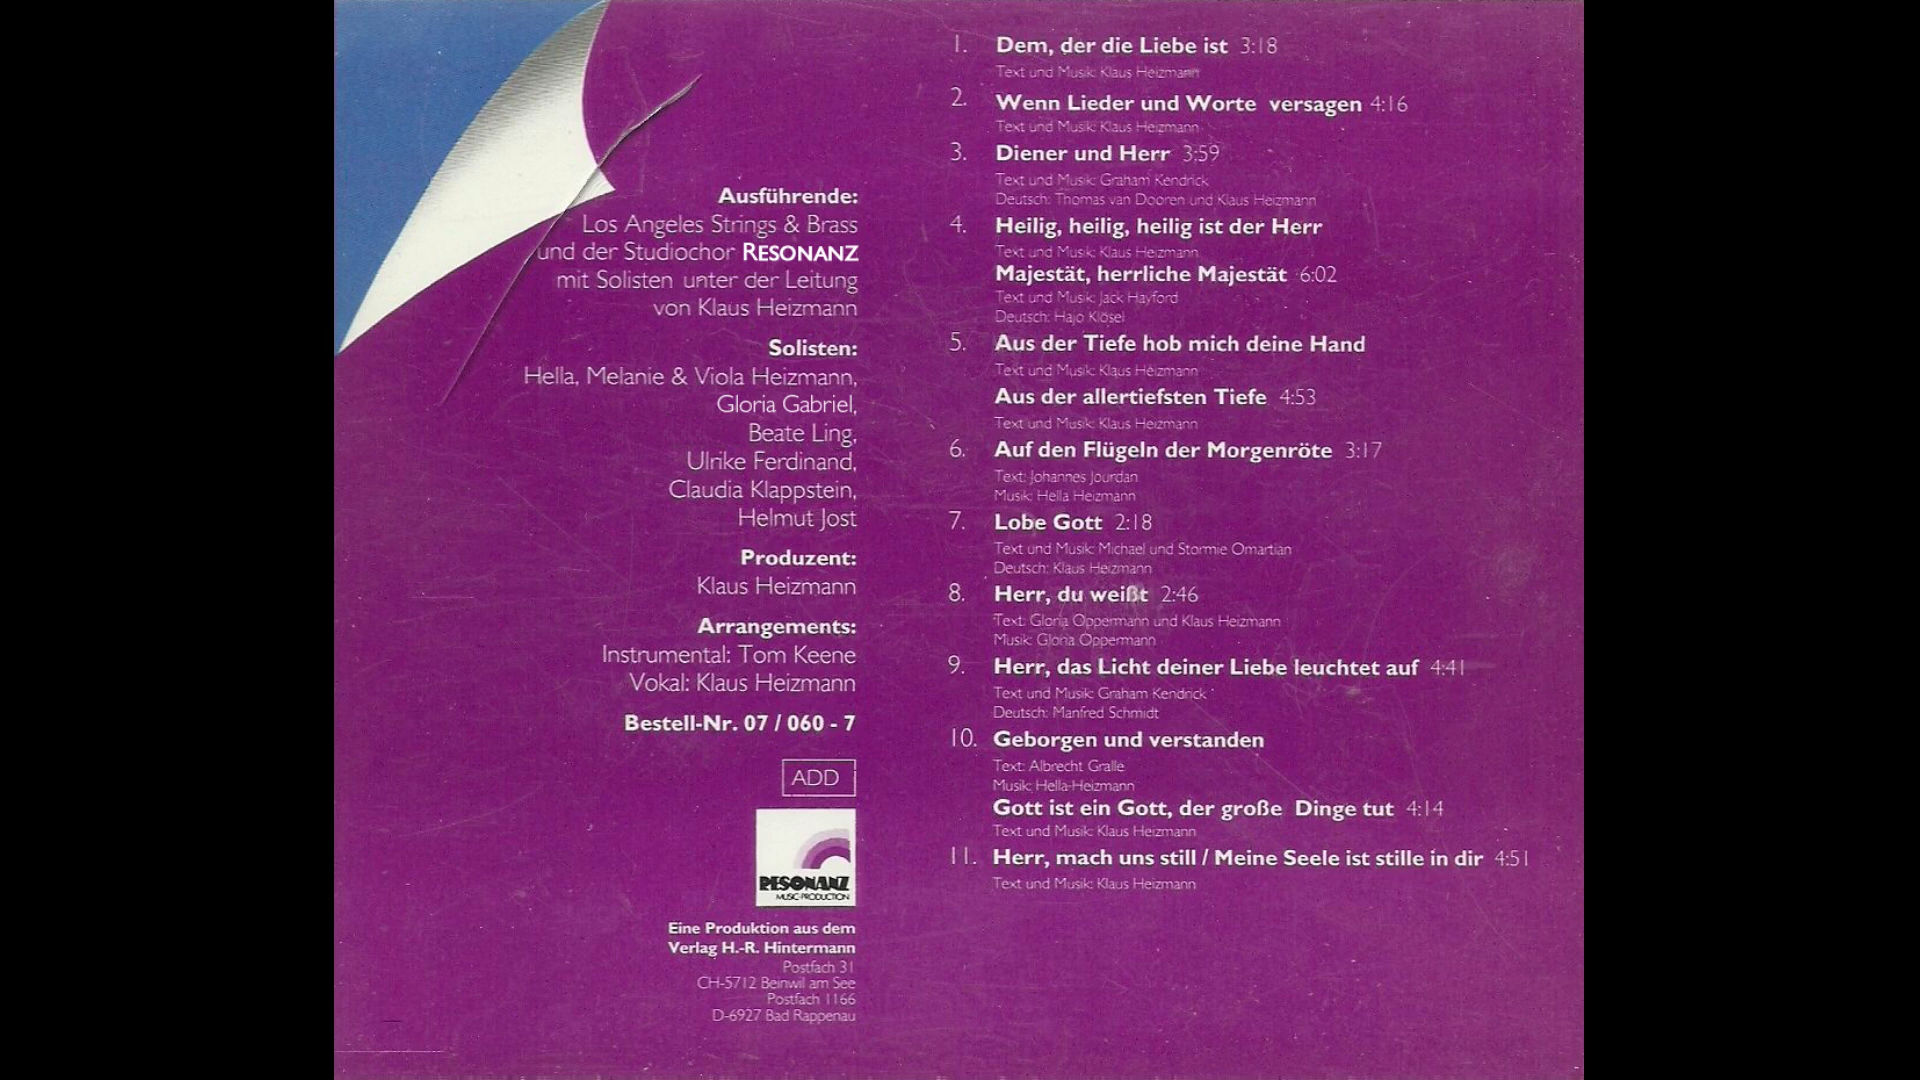 Ausführende:
Los Angeles Strings & Brass
und der Studiochor RESONANZ
mit Solisten unter der Leitung
von Klaus Heizmann
Solisten:
Hella, Melanie & Viola Heizmann,
Gloria Gabriel,
Beate Ling,
Ulrike Ferdinand,
Claudia Klappstein,
Helmut Jost
Produzent:
Klaus Heizmann
Arrangements:
Instrumental: Tom Keene
Vokal: Klaus Heizmann
Bestell-Nr. 07 / 060 - 7
ADD
RESONANZ
MUSIC-PRODUCTION
Eine Produktion aus dem
Verlag H.-R. Hintermann
Postfach 31
CH-5712 Beinwil am See
Postfach 1166
D-6927 Bad Rappenau
1. Dem, der die Liebe ist 3:18
Text und Musik: Klaus Heizmann
2. Wenn Lieder und Worte versagen 4:16
Text und Musik: Klaus Heizmann
3. Diener und Herr 3:59
Text und Musik: Graham Kendrick
Deutsch: Thomas van Dooren und Klaus Heizmann
4. Heilig, heilig, heilig ist der Herr
Text und Musik: Klaus Heizmann
Majestät, herrliche Majestät 6:02
Text und Musik: Jack Hayford
Deutsch: Hajo Klösel
5. Aus der Tiefe hob mich deine Hand
Text und Musik: Klaus Heizmann
Aus der allertiefsten Tiefe 4:53
Text und Musik: Klaus Heizmann
6. Auf den Flügeln der Morgenröte 3:17
Text: Johannes Jourdan
Musik: Hella Heizmann
7. Lobe Gott 2:18
Text und Musik: Michael und Stormie Omartian
Deutsch: Klaus Heizmann
8. Herr, du weißt 2:46
Text: Gloria Oppermann und Klaus Heizmann
Musik: Gloria Oppermann
9. Herr, das Licht deiner Liebe leuchtet auf 4:41
Text und Musik: Graham Kendrick
Deutsch: Manfred Schmidt
10. Geborgen und verstanden
Text: Albrecht Gralle
Musik: Hella-Heizmann
Gott ist ein Gott, der große Dinge tut 4:14
Text und Musik: Klaus Heizmann
11. Herr, mach uns still / Meine Seele ist stille in dir 4:51
Text und Musik: Klaus Heizmann